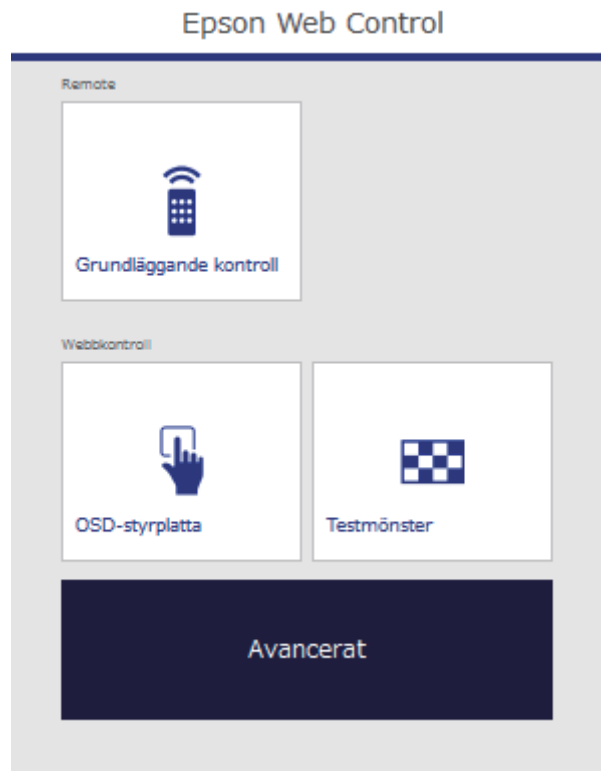 Epson Web Control
Remote
Grundläggande kontroll
Webbkontroll
OSD-styrplatta
Testmönster
Avancerat